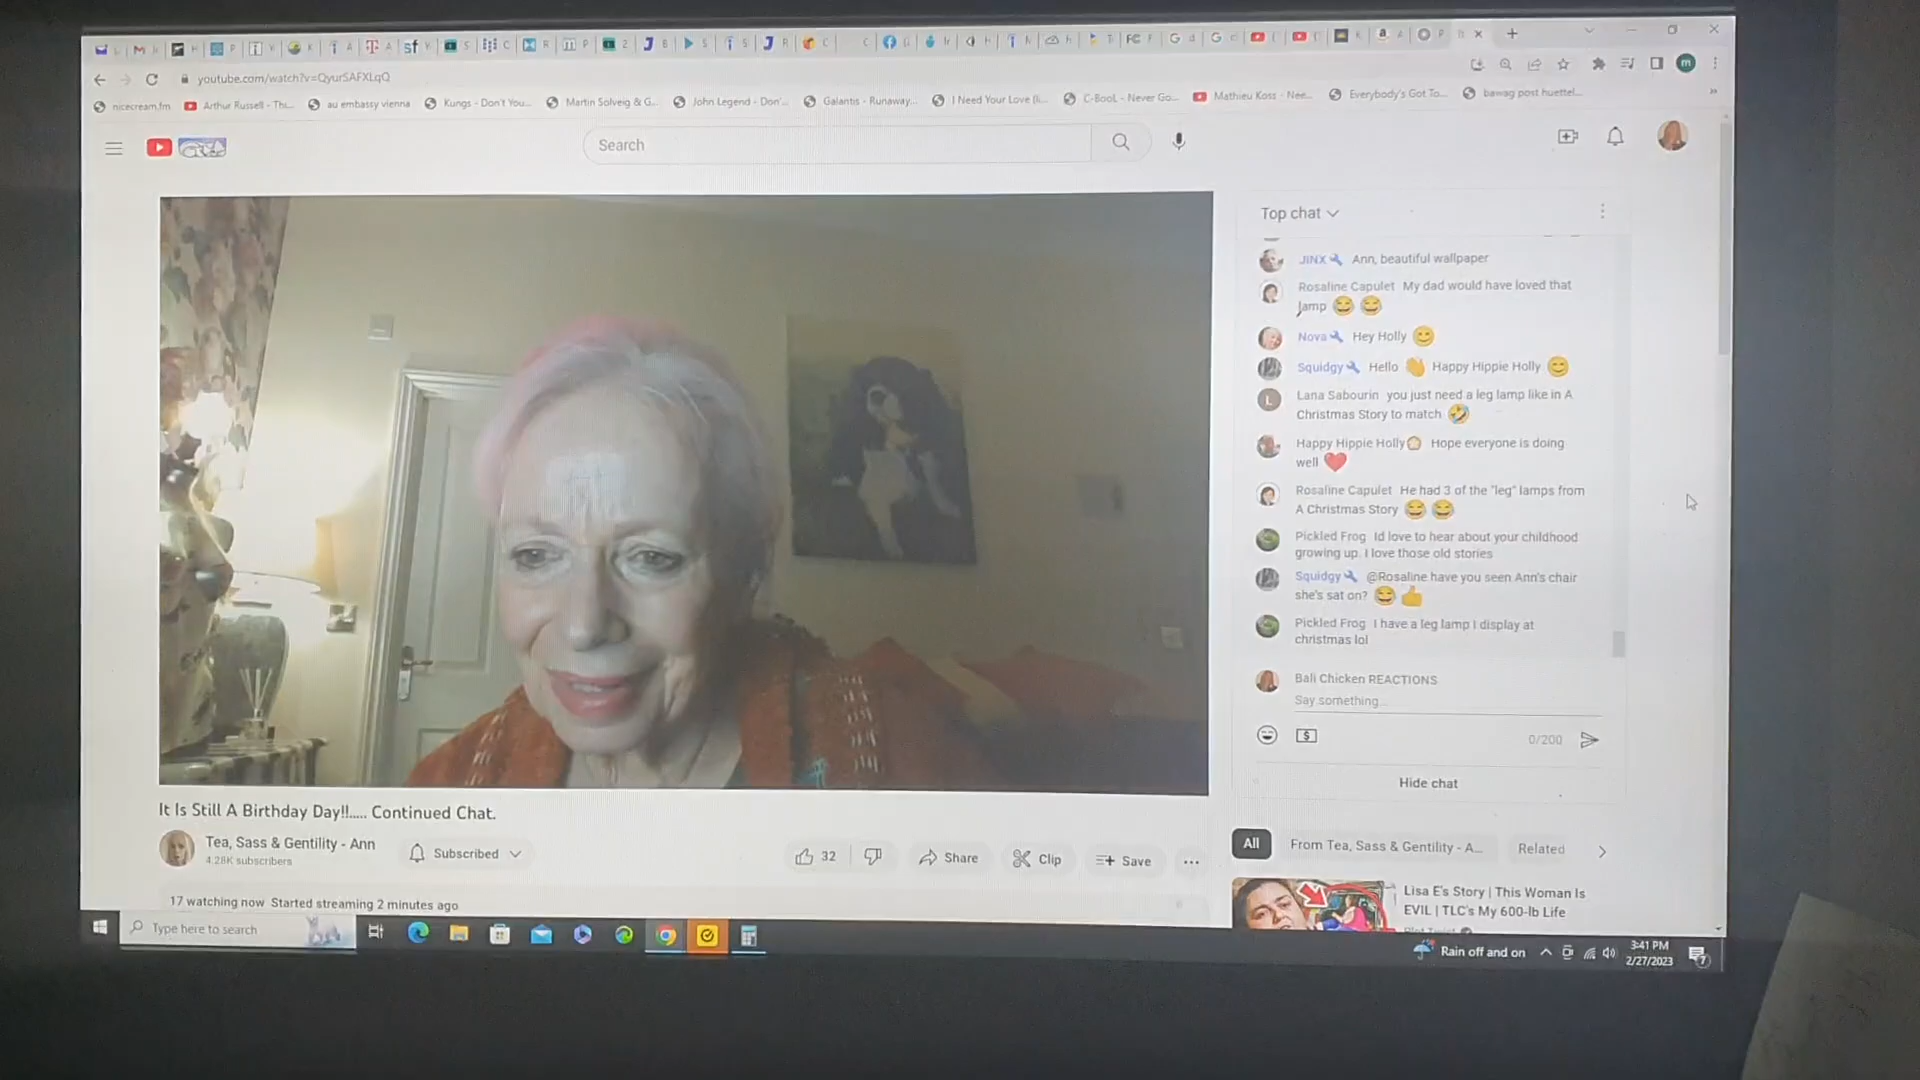 youtube.com/watch?v=QyurSAFXLqQ
nicecream.fm
Arthur Russell - Thi...
au embassy vienna
Kungs - Don't You...
Martin Solveig & G...
John Legend - Don'...
Galantis - Runaway...
I Need Your Love (li...
C-BooL - Never Go...
Mathieu Koss - Nee...
Everybody's Got To...
bawag post huettel...
Search
Top chat
JINX Ann, beautiful wallpaper
Rosaline Capulet My dad would have loved that
lamp 😂 😂
Nova Hey Holly 😊
Squidgy Hello 👋 Happy Hippie Holly 😊
Lana Sabourin you just need a leg lamp like in A
Christmas Story to match 🤣
Happy Hippie Holly Hope everyone is doing
well ❤️
Rosaline Capulet He had 3 of the "leg" lamps from
A Christmas Story 😂 😂
Pickled Frog Id love to hear about your childhood
growing up. I love those old stories
Squidgy @Rosaline have you seen Ann's chair
she's sat on? 😂 👍
Pickled Frog I have a leg lamp I display at
christmas lol
Bali Chicken REACTIONS
Say something...
0/200
Hide chat
It Is Still A Birthday Day!!..... Continued Chat.
Tea, Sass & Gentility - Ann
4.28K subscribers
Subscribed
32
Share
Clip
Save
17 watching now Started streaming 2 minutes ago
All
From Tea, Sass & Gentility - A...
Related
Lisa E's Story | This Woman Is
EVIL | TLC's My 600-lb Life
Type here to search
Rain off and on
3:41 PM
2/27/2023